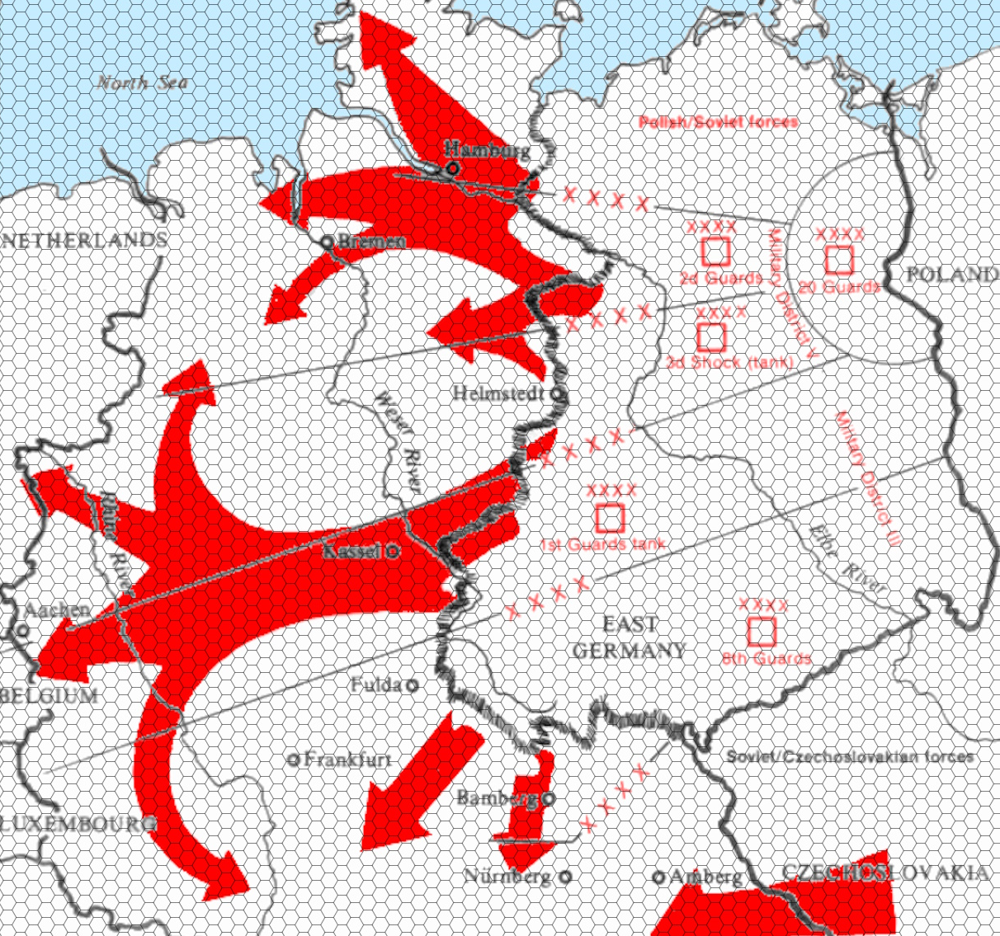 North Sea
Polish/Soviet forces
Hamburg
X X X X
XXXX
XXXX
NETHERLANDS
Bremen
2d Guards
20 Guards
POLAND
Military District V
X X X X
XXXX
3d Shock (tank)
Helmstedt
Weser River
X X X X
Military District III
Rhine River
XXXX
1st Guards tank
Kassel
Elbe River
X X X X
Aachen
XXXX
EAST
GERMANY
8th Guards
BELGIUM
Fulda
Frankfurt
Soviet/Czechoslovakian forces
X X X X
Bamberg
LUXEMBOURG
Nürnberg
Amberg
CZECHOSLOVAKIA